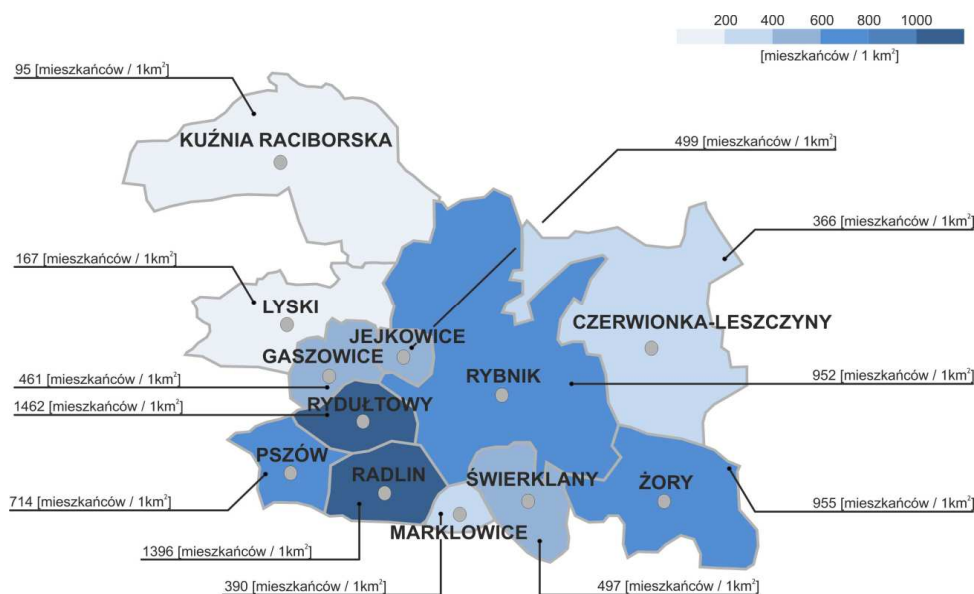 200 400 600 800 1000
[mieszkańców / 1 km²]
95 [mieszkańców / 1km²]
KUŹNIA RACIBORSKA
499 [mieszkańców / 1km²]
366 [mieszkańców / 1km²]
167 [mieszkańców / 1km²]
LYSKI
JEJKOWICE
CZERWIONKA-LESZCZYNY
GASZOWICE
461 [mieszkańców / 1km²]
RYBNIK
952 [mieszkańców / 1km²]
1462 [mieszkańców / 1km²]
RYDUŁTOWY
PSZÓW
RADLIN
ŚWIERKLANY
ŻORY
714 [mieszkańców / 1km²]
955 [mieszkańców / 1km²]
MARKLOWICE
1396 [mieszkańców / 1km²]
390 [mieszkańców / 1km²]
497 [mieszkańców / 1km²]